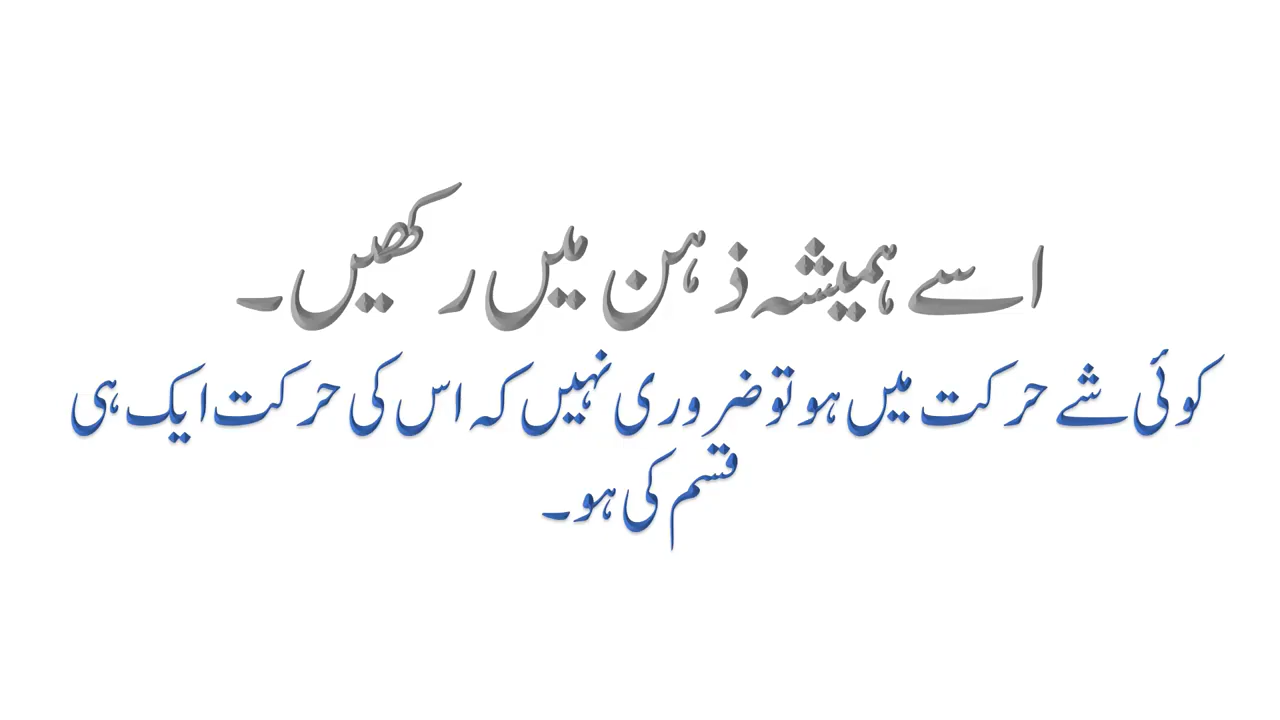 اسے ہمیشہ ذہن میں رکھیں۔
کوئی شے حرکت میں ہو تو ضروری نہیں کہ اس کی حرکت ایک ہی
قسم کی ہو۔